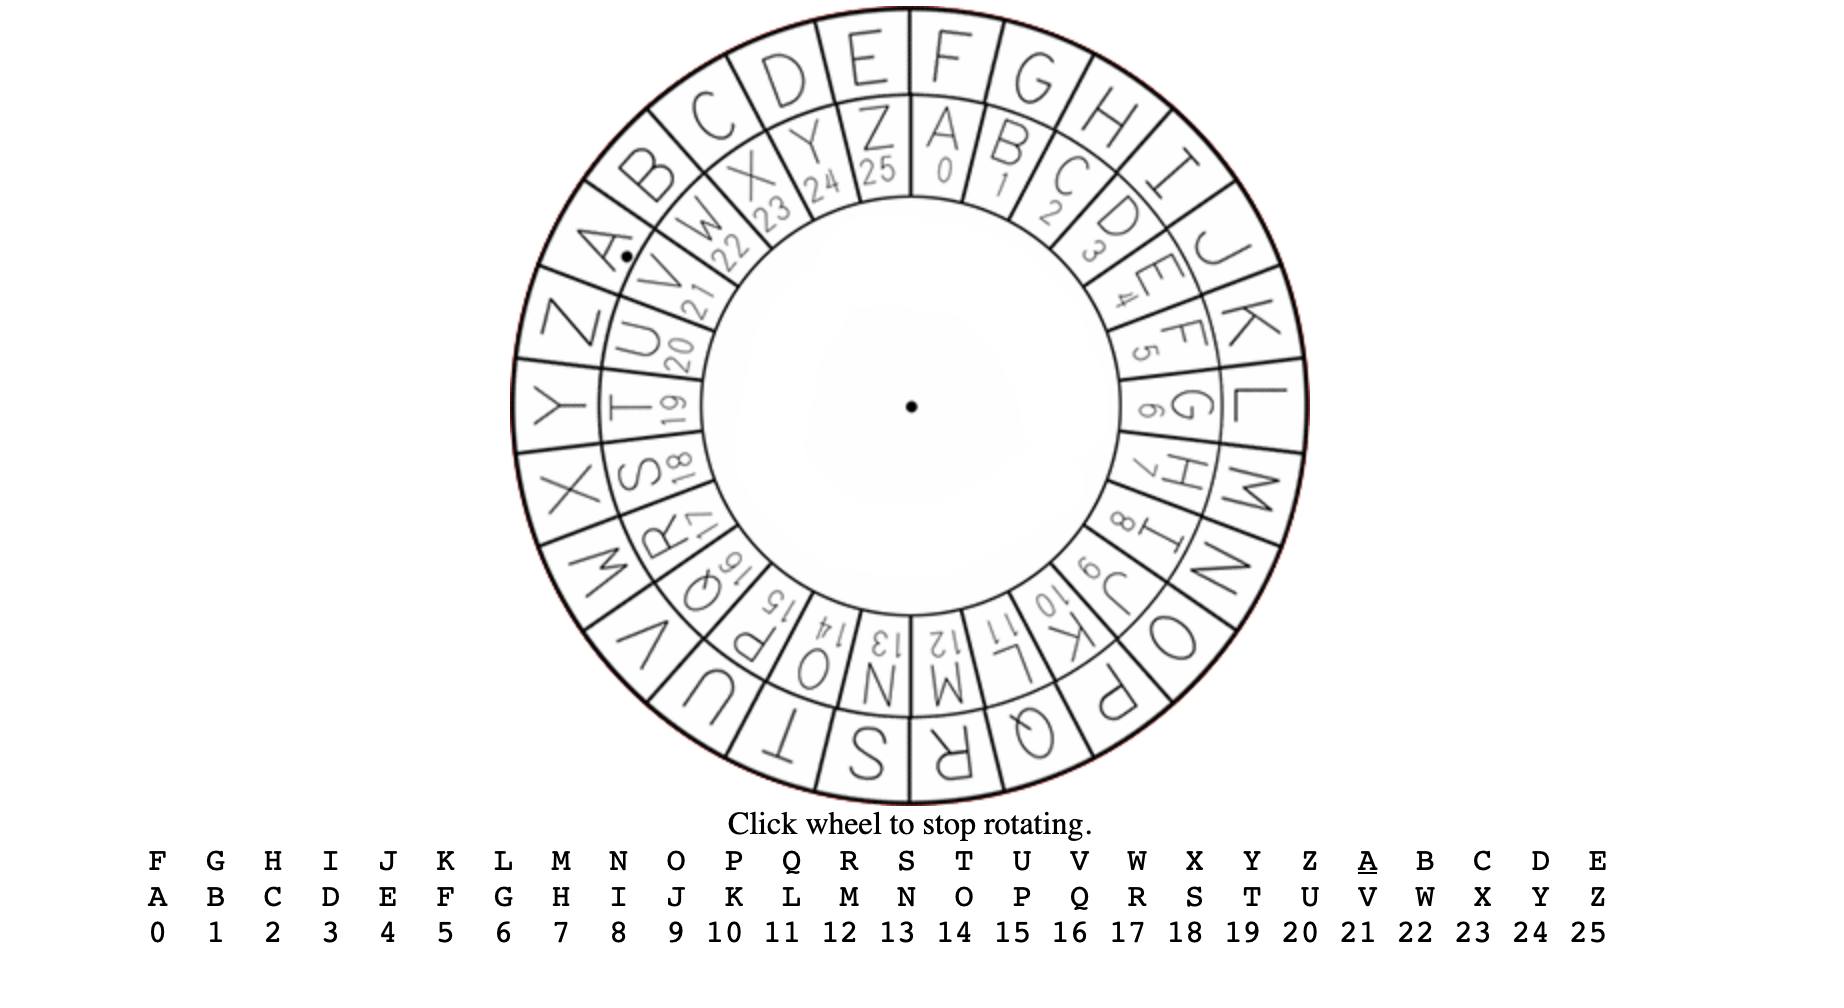 F G H I J K L M N O P Q R S T U V W X Y Z A B C D E
A B C D E F G H I J K L M N O P Q R S T U V W X Y Z
0 1 2 3 4 5 6 7 8 9 10 11 12 13 14 15 16 17 18 19 20 21 22 23 24 25
Click wheel to stop rotating.
F G H I J K L M N O P Q R S T U V W X Y Z A B C D E
A B C D E F G H I J K L M N O P Q R S T U V W X Y Z
0 1 2 3 4 5 6 7 8 9 10 11 12 13 14 15 16 17 18 19 20 21 22 23 24 25